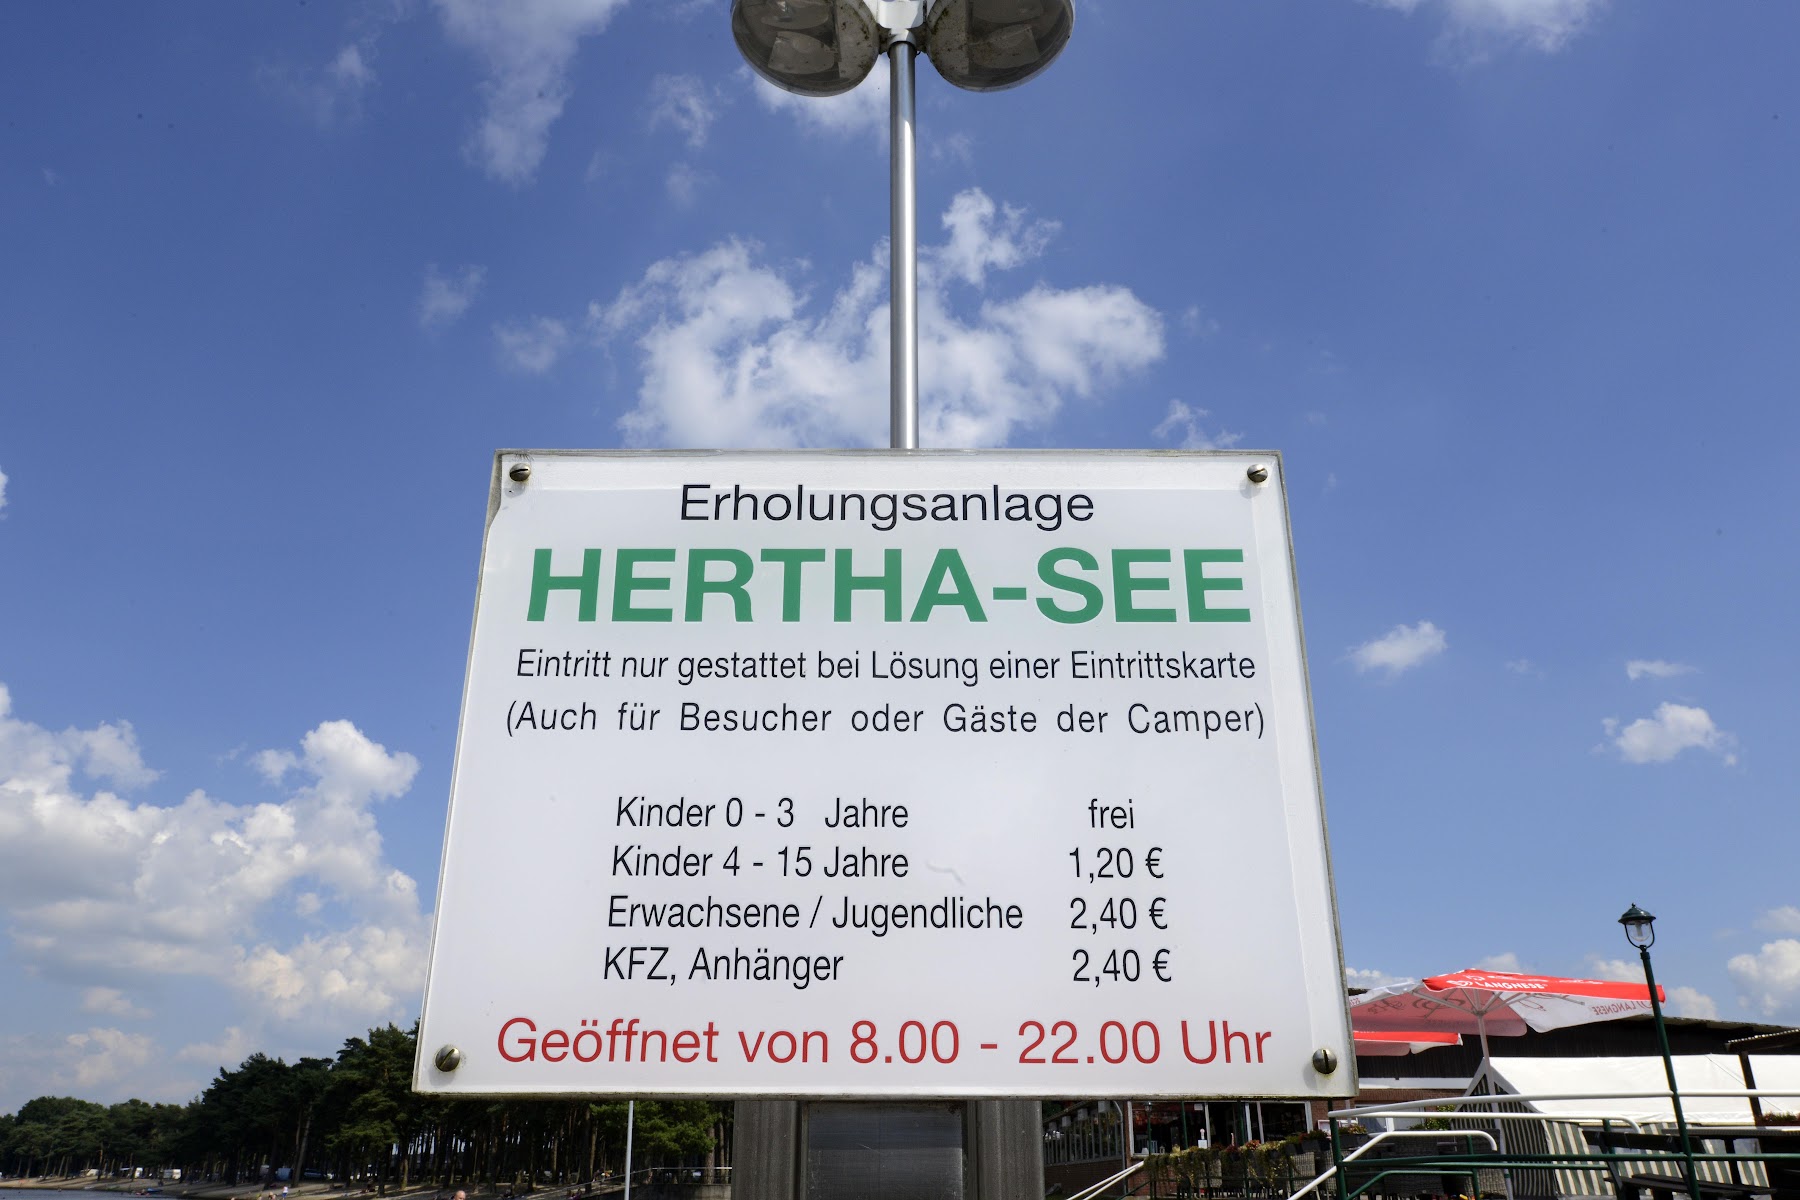 Erholungsanlage
HERTHA-SEE
Eintritt nur gestattet bei Lösung einer Eintrittskarte
(Auch für Besucher oder Gäste der Camper)
Kinder 0 - 3 Jahre frei
Kinder 4 - 15 Jahre 1,20 €
Erwachsene / Jugendliche 2,40 €
KFZ, Anhänger 2,40 €
Geöffnet von 8.00 - 22.00 Uhr
LANGNESE
LANGNESE